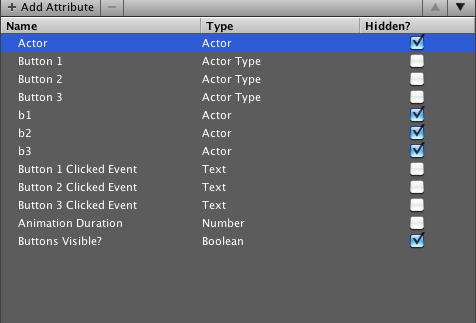 + Add Attribute −
Name Type Hidden?
Actor Actor
Button 1 Actor Type
Button 2 Actor Type
Button 3 Actor Type
b1 Actor
b2 Actor
b3 Actor
Button 1 Clicked Event Text
Button 2 Clicked Event Text
Button 3 Clicked Event Text
Animation Duration Number
Buttons Visible? Boolean